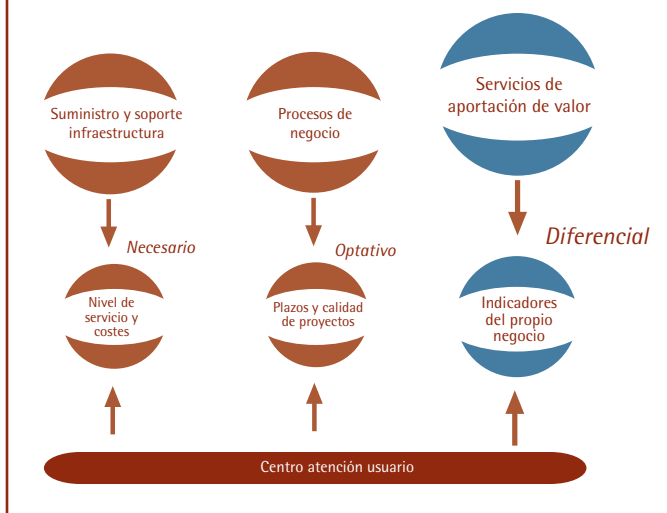 Suministro y soporte
infraestructura
Procesos de
negocio
Servicios de
aportación de valor
Necesario
Optativo
Diferencial
Nivel de
servicio y
costes
Plazos y calidad
de proyectos
Indicadores
del propio
negocio
Centro atención usuario